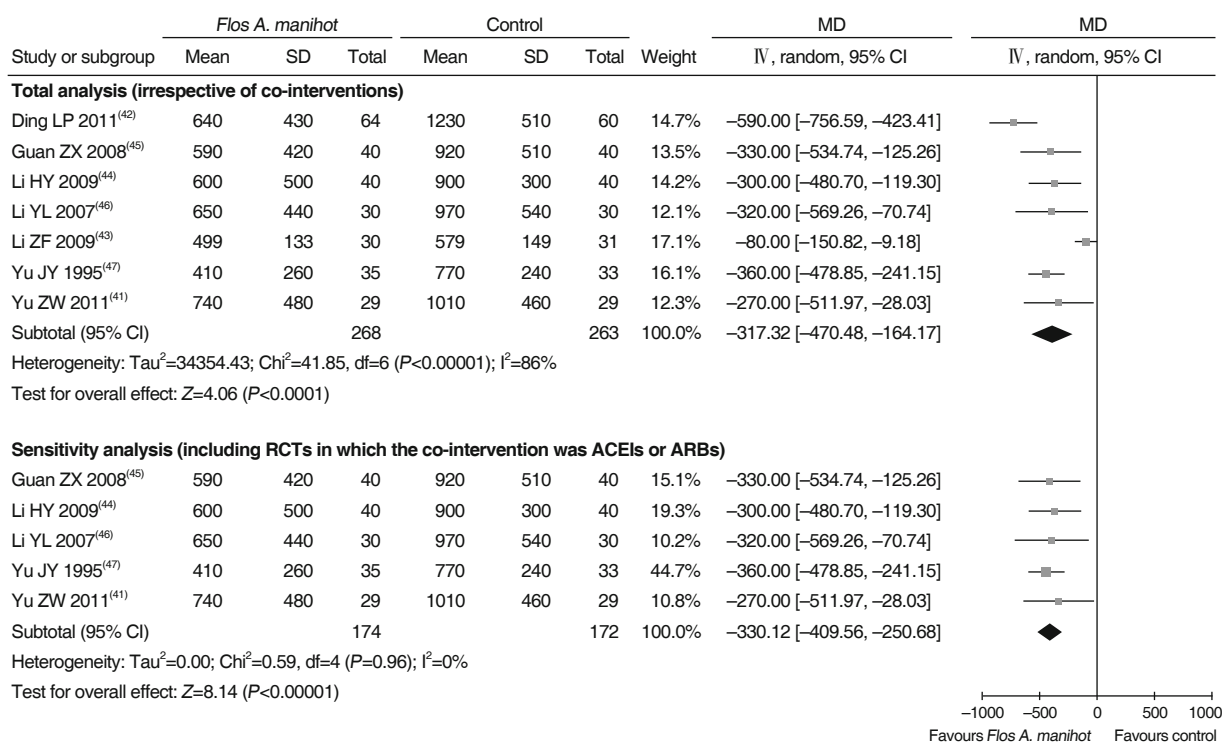 Flos A. manihot Control MD MD
Study or subgroup Mean SD Total Mean SD Total Weight Ⅳ, random, 95% CI Ⅳ, random, 95% CI
Total analysis (irrespective of co-interventions)
Ding LP 2011(42) 640 430 64 1230 510 60 14.7% −590.00 [−756.59, −423.41]
Guan ZX 2008(45) 590 420 40 920 510 40 13.5% −330.00 [−534.74, −125.26]
Li HY 2009(44) 600 500 40 900 300 40 14.2% −300.00 [−480.70, −119.30]
Li YL 2007(46) 650 440 30 970 540 30 12.1% −320.00 [−569.26, −70.74]
Li ZF 2009(43) 499 133 30 579 149 31 17.1% −80.00 [−150.82, −9.18]
Yu JY 1995(47) 410 260 35 770 240 33 16.1% −360.00 [−478.85, −241.15]
Yu ZW 2011(41) 740 480 29 1010 460 29 12.3% −270.00 [−511.97, −28.03]
Subtotal (95% CI) 268 263 100.0% −317.32 [−470.48, −164.17]
Heterogeneity: Tau²=34354.43; Chi²=41.85, df=6 (P<0.00001); I²=86%
Test for overall effect: Z=4.06 (P<0.0001)
Sensitivity analysis (including RCTs in which the co-intervention was ACEIs or ARBs)
Guan ZX 2008(45) 590 420 40 920 510 40 15.1% −330.00 [−534.74, −125.26]
Li HY 2009(44) 600 500 40 900 300 40 19.3% −300.00 [−480.70, −119.30]
Li YL 2007(46) 650 440 30 970 540 30 10.2% −320.00 [−569.26, −70.74]
Yu JY 1995(47) 410 260 35 770 240 33 44.7% −360.00 [−478.85, −241.15]
Yu ZW 2011(41) 740 480 29 1010 460 29 10.8% −270.00 [−511.97, −28.03]
Subtotal (95% CI) 174 172 100.0% −330.12 [−409.56, −250.68]
Heterogeneity: Tau²=0.00; Chi²=0.59, df=4 (P=0.96); I²=0%
Test for overall effect: Z=8.14 (P<0.00001)
−1000 −500 0 500 1000
Favours Flos A. manihot Favours control